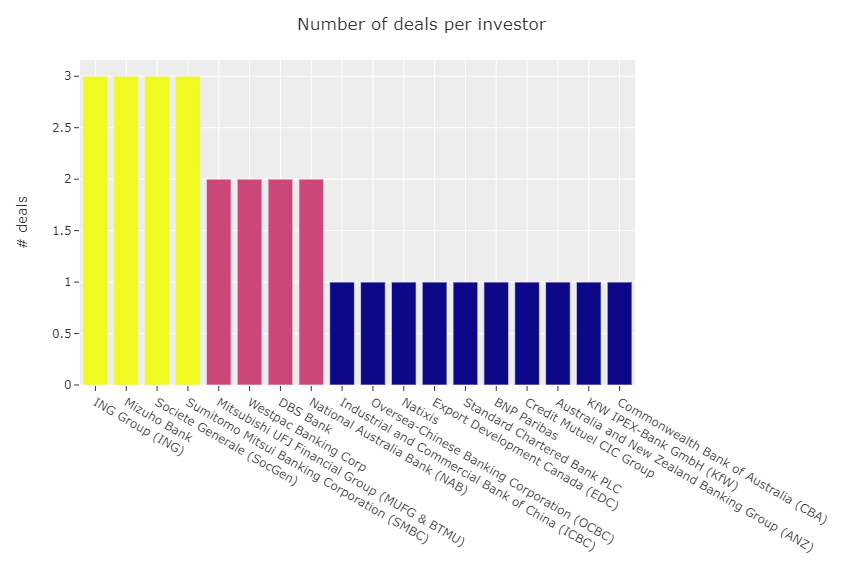 Number of deals per investor
# deals
3
2.5
2
1.5
1
0.5
0
ING Group (ING)
Mizuho Bank
Societe Generale (SocGen)
Sumitomo Mitsui Banking Corporation (SMBC)
Mitsubishi UFJ Financial Group (MUFG & BTMU)
Westpac Banking Corp
DBS Bank
National Australia Bank (NAB)
Industrial and Commercial Bank of China (ICBC)
Oversea-Chinese Banking Corporation (OCBC)
Natixis
Export Development Canada (EDC)
Standard Chartered Bank PLC
BNP Paribas
Credit Mutuel CIC Group
Australia and New Zealand Banking Group (ANZ)
KfW IPEX-Bank GmbH (KfW)
Commonwealth Bank of Australia (CBA)